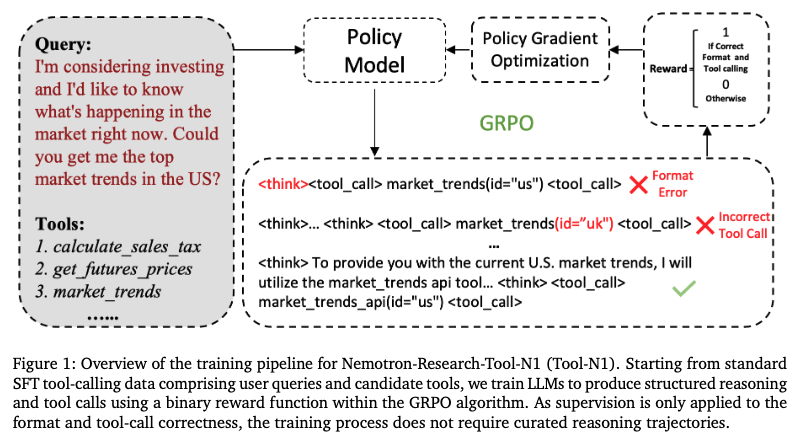 Query:
I'm considering investing
and I'd like to know
what's happening in the
market right now. Could
you get me the top
market trends in the US?
Tools:
1. calculate_sales_tax
2. get_futures_prices
3. market_trends
......
Policy
Model
Policy Gradient
Optimization
Reward=
1
If Correct
Format and
Tool calling
0
Otherwise
GRPO
<think><tool_call> market_trends(id="us") <tool_call>
Format
Error
<think>... <think> <tool_call> market_trends(id="uk") <tool_call>
Incorrect
Tool Call
...
<think> To provide you with the current U.S. market trends, I will
utilize the market_trends api tool... <think> <tool_call>
market_trends_api(id="us") <tool_call>
Figure 1: Overview of the training pipeline for Nemotron-Research-Tool-N1 (Tool-N1). Starting from standard
SFT tool-calling data comprising user queries and candidate tools, we train LLMs to produce structured reasoning
and tool calls using a binary reward function within the GRPO algorithm. As supervision is only applied to the
format and tool-call correctness, the training process does not require curated reasoning trajectories.